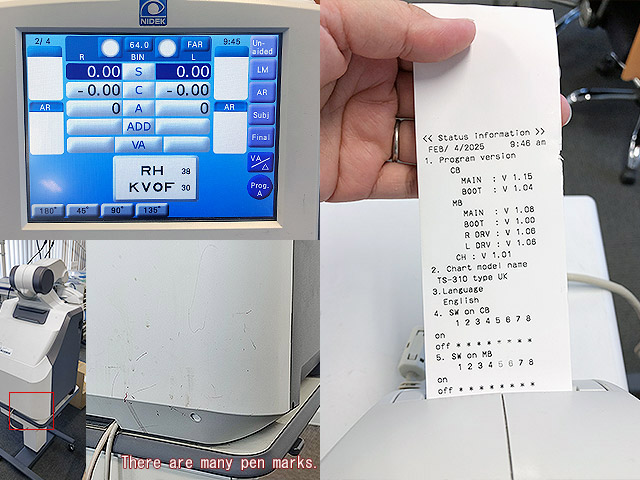 NIDEK
2/ 4
64.0
FAR
9:45
Un-
aided
R
BIN
L
0.00 S 0.00
LM
- 0.00 C - 0.00
AR
AR
0 A 0
AR
ADD
Subj
VA
Final
RH 38
KVOF 30
VA
Prog.
A
180° 45° 90° 135°
There are many pen marks.
<< Status information >>
FEB/ 4/2025 9:46 am
1. Program version
CB
MAIN : V 1.15
BOOT : V 1.04
MB
MAIN : V 1.08
BOOT : V 1.00
R DRV : V 1.06
L DRV : V 1.06
CH : V 1.01
2. Chart model name
TS-310 type UK
3.Language
English
4. SW on CB
1 2 3 4 5 6 7 8
on
off * * * * * * * *
5. SW on MB
1 2 3 4 5 6 7 8
on
off * * * * * * * *